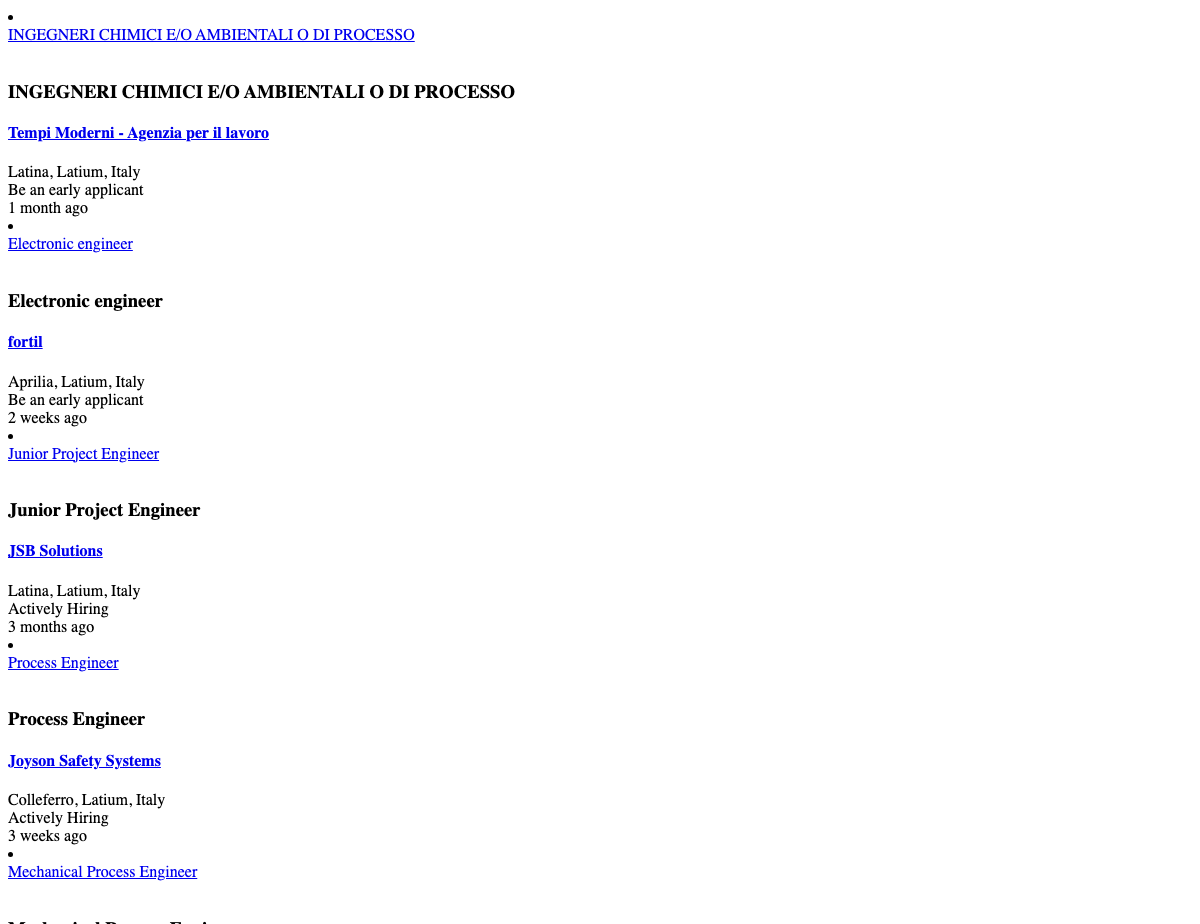 INGEGNERI CHIMICI E/O AMBIENTALI O DI PROCESSO
INGEGNERI CHIMICI E/O AMBIENTALI O DI PROCESSO
Tempi Moderni - Agenzia per il lavoro
Latina, Latium, Italy
Be an early applicant
1 month ago
Electronic engineer
Electronic engineer
fortil
Aprilia, Latium, Italy
Be an early applicant
2 weeks ago
Junior Project Engineer
Junior Project Engineer
JSB Solutions
Latina, Latium, Italy
Actively Hiring
3 months ago
Process Engineer
Process Engineer
Joyson Safety Systems
Colleferro, Latium, Italy
Actively Hiring
3 weeks ago
Mechanical Process Engineer